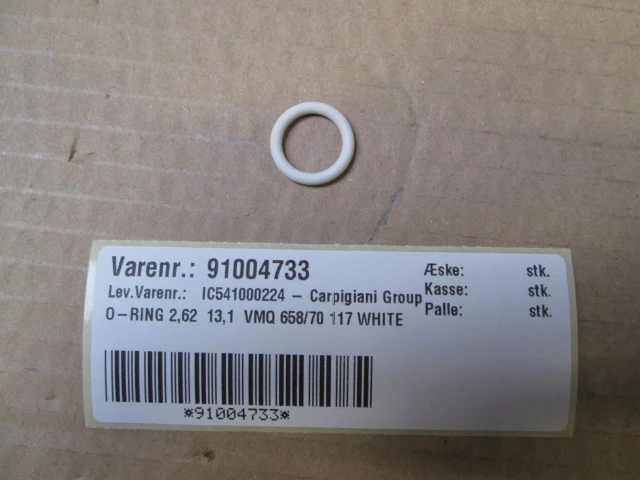 Varenr.: 91004733
Lev.Varenr.: IC541000224 – Carpigiani Group
O–RING 2,62 13,1 VMQ 658/70 117 WHITE
Æske: stk.
Kasse: stk.
Palle: stk.
*91004733*